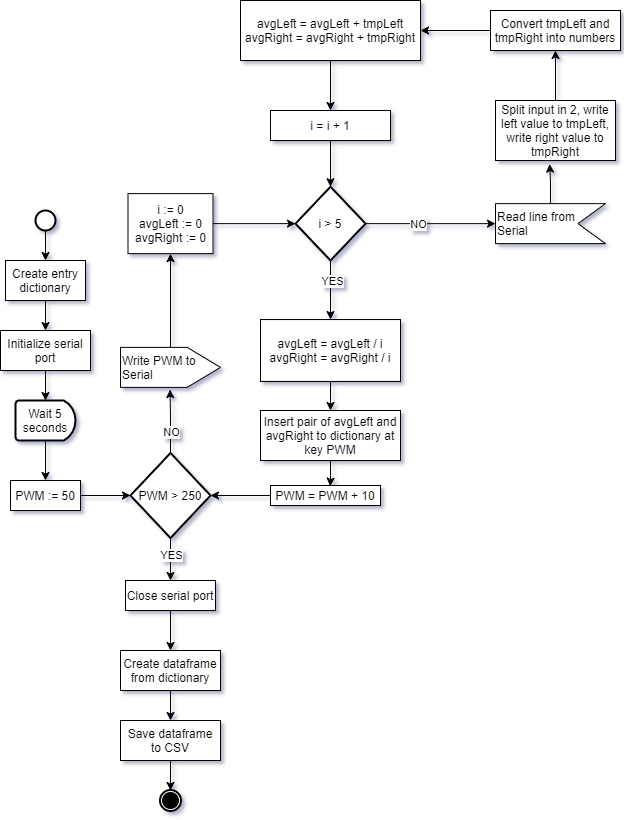 avgLeft = avgLeft + tmpLeft
avgRight = avgRight + tmpRight
Convert tmpLeft and
tmpRight into numbers
i = i + 1
Split input in 2, write
left value to tmpLeft,
write right value to
tmpRight
i := 0
avgLeft := 0
avgRight := 0
i > 5
NO
Read line from
Serial
Create entry
dictionary
YES
Initialize serial
port
avgLeft = avgLeft / i
avgRight = avgRight / i
Write PWM to
Serial
Wait 5
seconds
NO
Insert pair of avgLeft and
avgRight to dictionary at
key PWM
PWM := 50
PWM > 250
PWM = PWM + 10
YES
Close serial port
Create dataframe
from dictionary
Save dataframe
to CSV